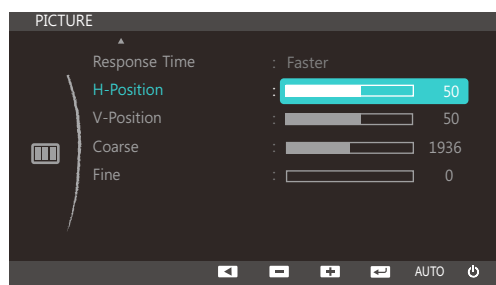 PICTURE
Response Time : Faster
H-Position : 50
V-Position : 50
Coarse : 1936
Fine : 0
AUTO